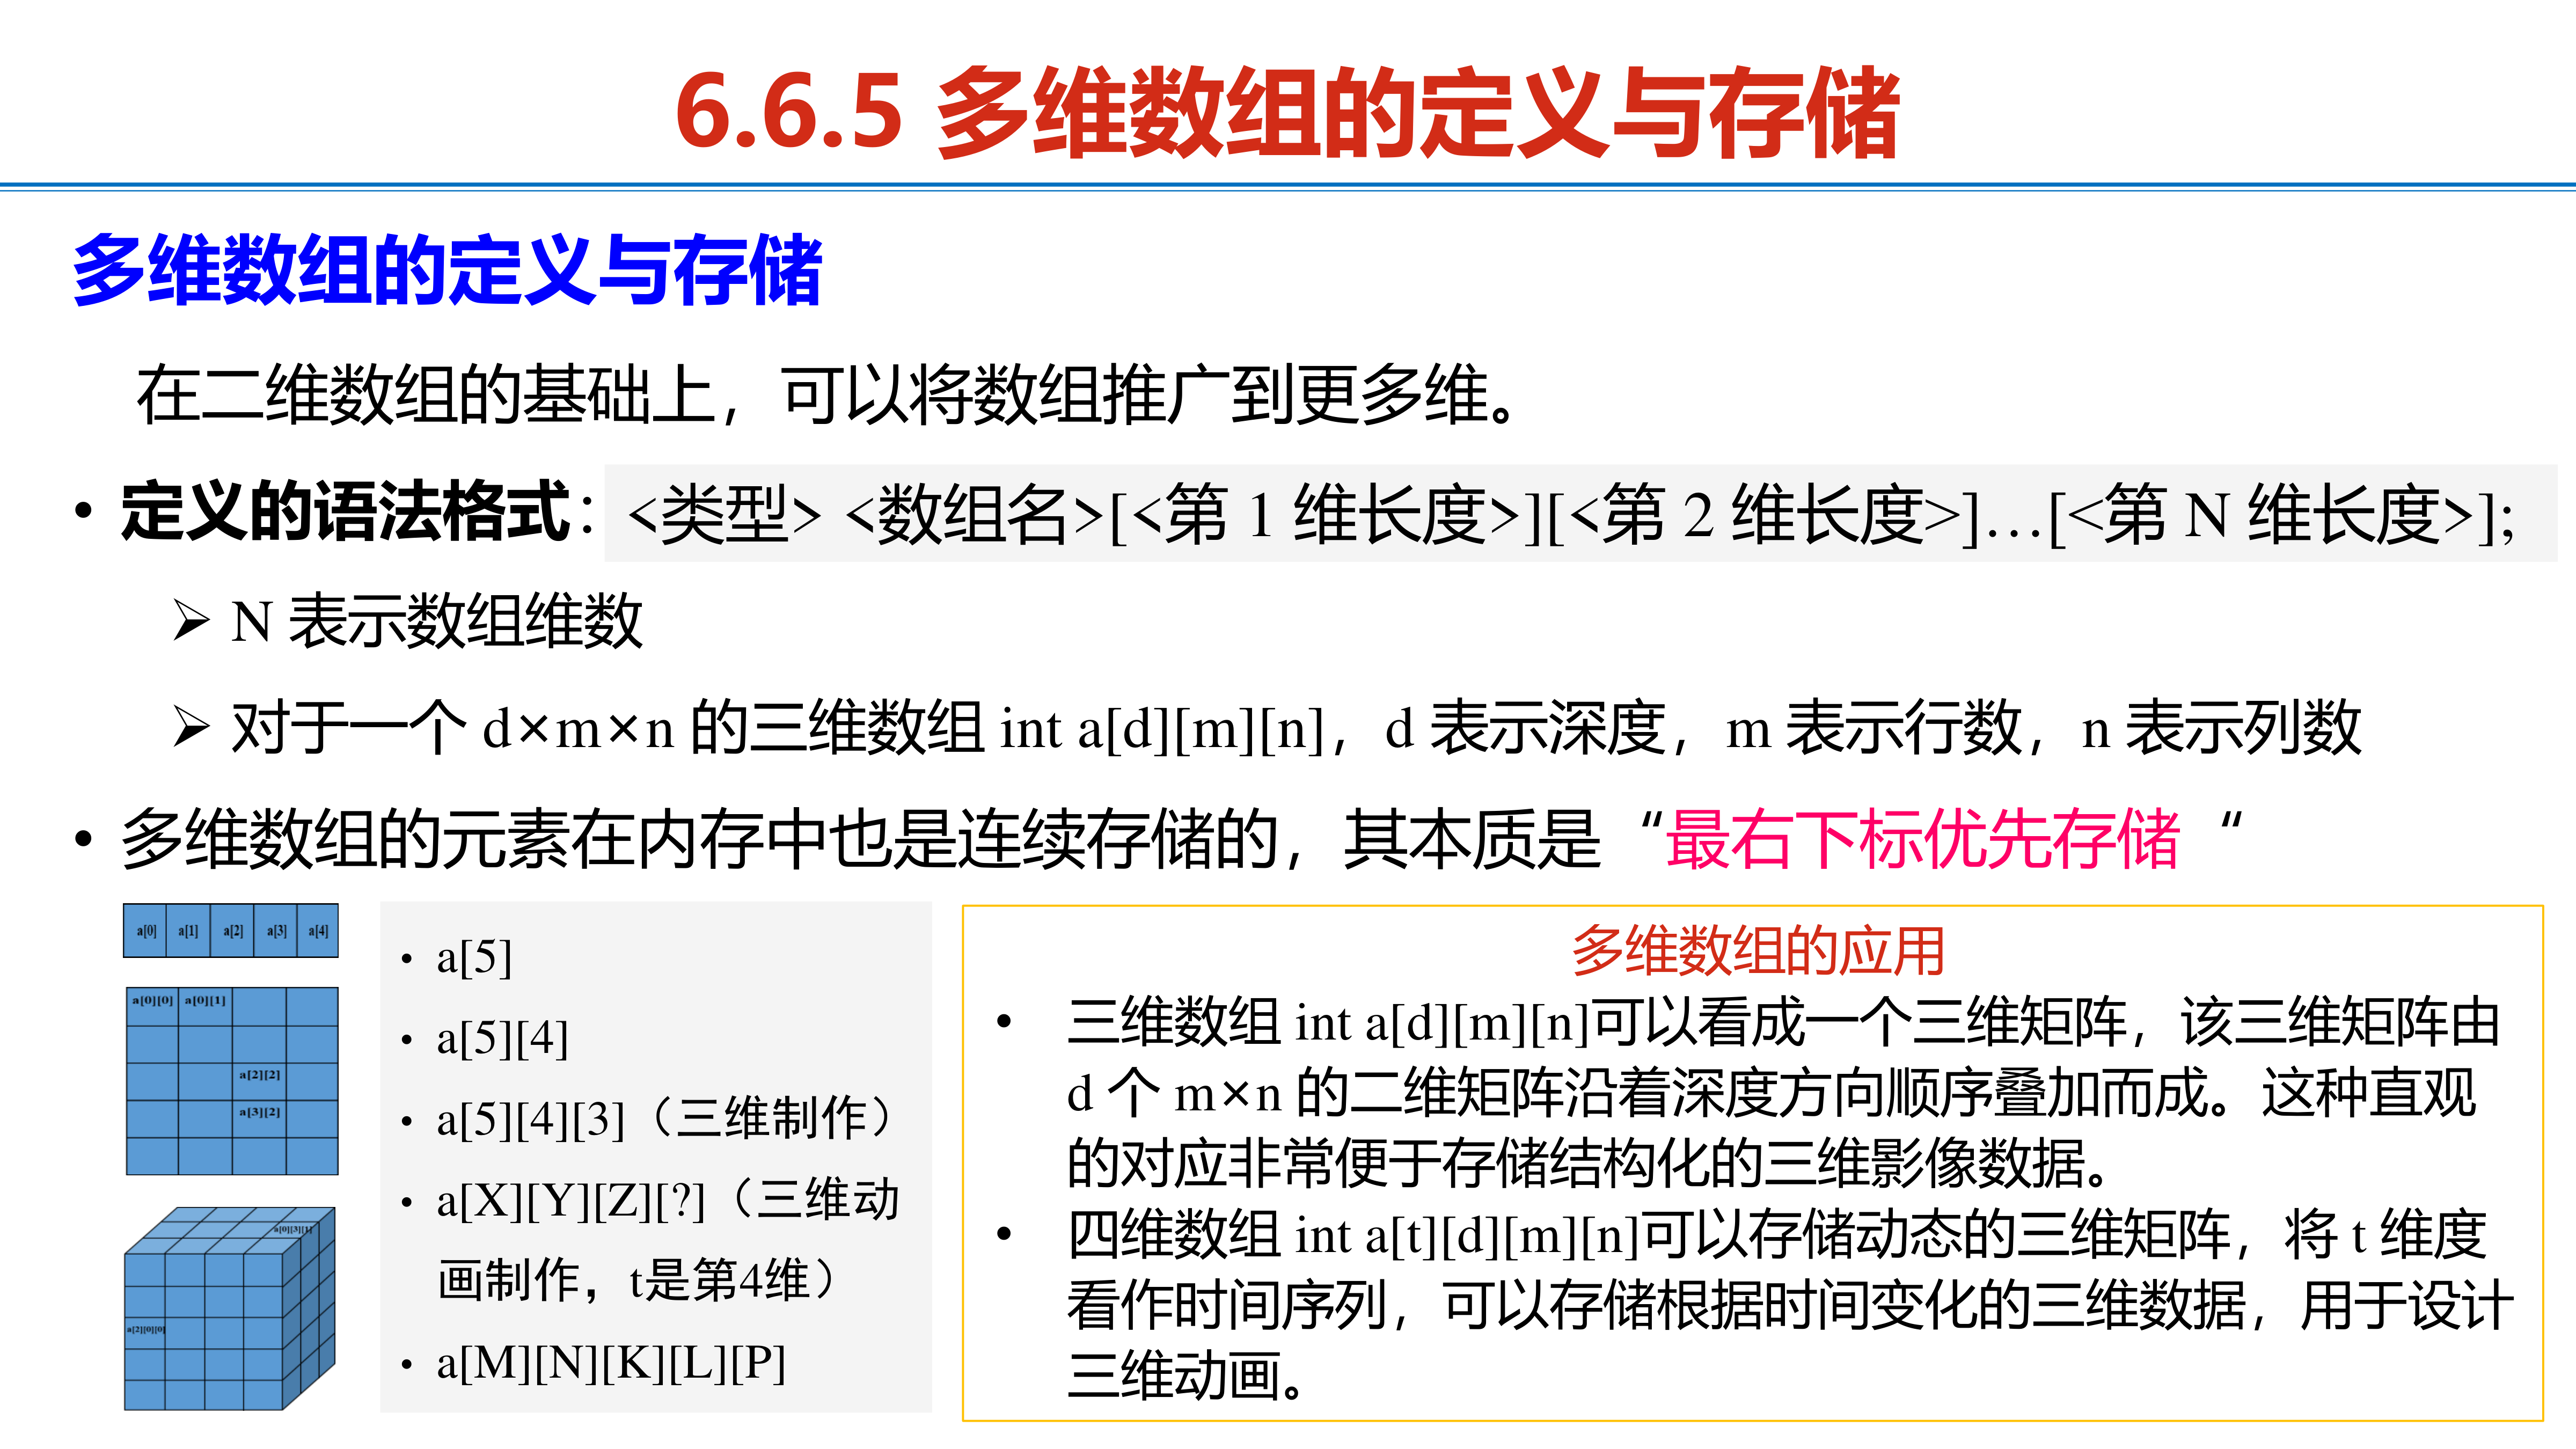 6.6.5 多维数组的定义与存储
多维数组的定义与存储
在二维数组的基础上，可以将数组推广到更多维。
• 定义的语法格式：<类型> <数组名>[<第 1 维长度>][<第 2 维长度>]…[<第 N 维长度>];
➢ N 表示数组维数
➢ 对于一个 d×m×n 的三维数组 int a[d][m][n]，d 表示深度，m 表示行数，n 表示列数
• 多维数组的元素在内存中也是连续存储的，其本质是“最右下标优先存储“
a[0] a[1] a[2] a[3] a[4]
a[0][0] a[0][1]
a[2][2]
a[3][2]
a[0][3][1]
a[2][0][0]
• a[5]
• a[5][4]
• a[5][4][3]（三维制作）
• a[X][Y][Z][?]（三维动
画制作，t是第4维）
• a[M][N][K][L][P]
多维数组的应用
• 三维数组 int a[d][m][n]可以看成一个三维矩阵，该三维矩阵由
d 个 m×n 的二维矩阵沿着深度方向顺序叠加而成。这种直观
的对应非常便于存储结构化的三维影像数据。
• 四维数组 int a[t][d][m][n]可以存储动态的三维矩阵，将 t 维度
看作时间序列，可以存储根据时间变化的三维数据，用于设计
三维动画。